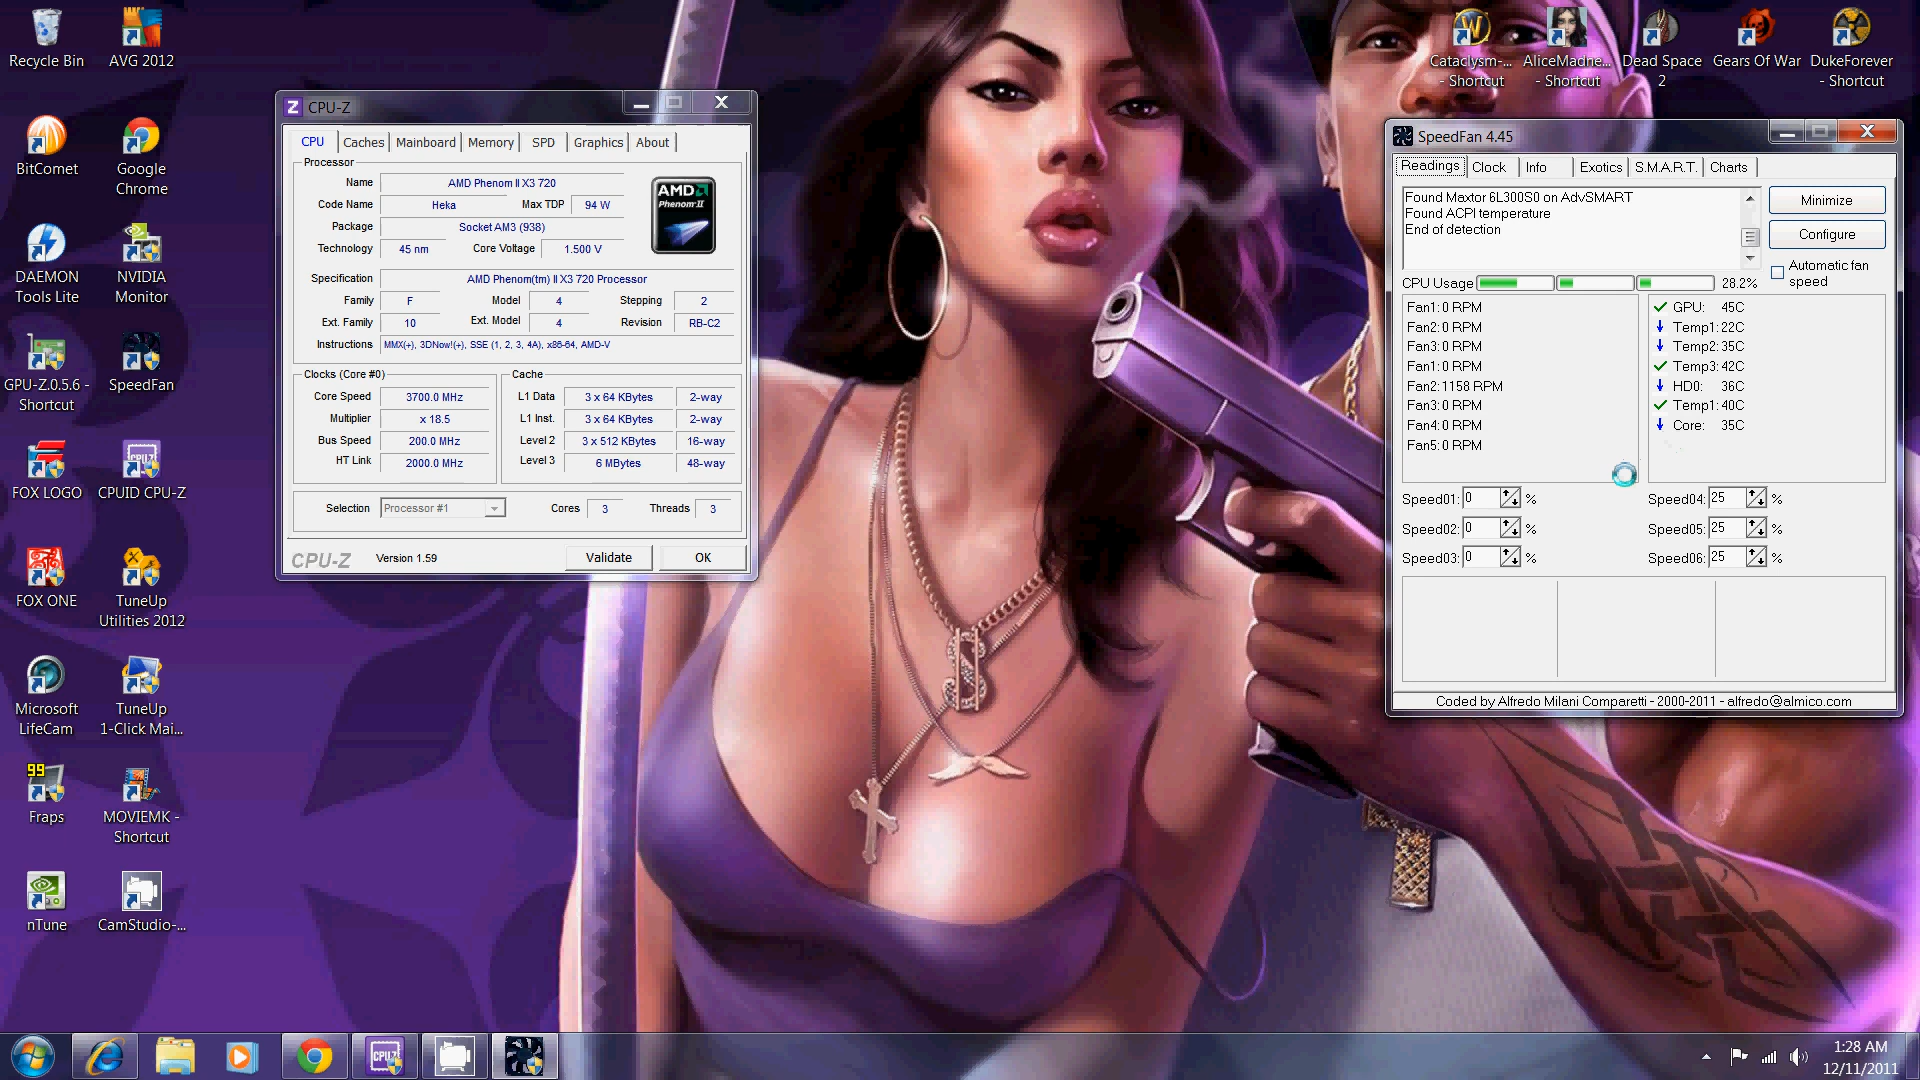 Recycle Bin
AVG 2012
BitComet
Google Chrome
DAEMON Tools Lite
NVIDIA Monitor
GPU-Z.0.5.6 - Shortcut
SpeedFan
FOX LOGO
CPUID CPU-Z
FOX ONE
TuneUp Utilities 2012
Microsoft LifeCam
TuneUp 1-Click Mai...
99
Fraps
MOVIEMK - Shortcut
nTune
CamStudio-...
Cataclysm-... - Shortcut
AliceMadne... - Shortcut
Dead Space 2
Gears Of War
DukeForever - Shortcut
CPU-Z
CPU Caches Mainboard Memory SPD Graphics About
Processor
Name AMD Phenom II X3 720
Code Name Heka Max TDP 94 W
Package Socket AM3 (938)
Technology 45 nm Core Voltage 1.500 V
AMD Phenom II
Specification AMD Phenom(tm) II X3 720 Processor
Family F Model 4 Stepping 2
Ext. Family 10 Ext. Model 4 Revision RB-C2
Instructions MMX(+), 3DNow!(+), SSE (1, 2, 3, 4A), x86-64, AMD-V
Clocks (Core #0)
Core Speed 3700.0 MHz
Multiplier x 18.5
Bus Speed 200.0 MHz
HT Link 2000.0 MHz
Cache
L1 Data 3 x 64 KBytes 2-way
L1 Inst. 3 x 64 KBytes 2-way
Level 2 3 x 512 KBytes 16-way
Level 3 6 MBytes 48-way
Selection Processor #1 Cores 3 Threads 3
CPU-Z Version 1.59 Validate OK
SpeedFan 4.45
Readings Clock Info Exotics S.M.A.R.T. Charts
Found Maxtor 6L300S0 on AdvSMART
Found ACPI temperature
End of detection
Minimize
Configure
Automatic fan speed
CPU Usage 28.2%
Fan1: 0 RPM
Fan2: 0 RPM
Fan3: 0 RPM
Fan1: 0 RPM
Fan2: 1158 RPM
Fan3: 0 RPM
Fan4: 0 RPM
Fan5: 0 RPM
GPU: 45C
Temp1: 22C
Temp2: 35C
Temp3: 42C
HD0: 36C
Temp1: 40C
Core: 35C
Speed01: 0 % Speed04: 25 %
Speed02: 0 % Speed05: 25 %
Speed03: 0 % Speed06: 25 %
Coded by Alfredo Milani Comparetti - 2000-2011 - alfredo@almico.com
CPUZ
1:28 AM
12/11/2011